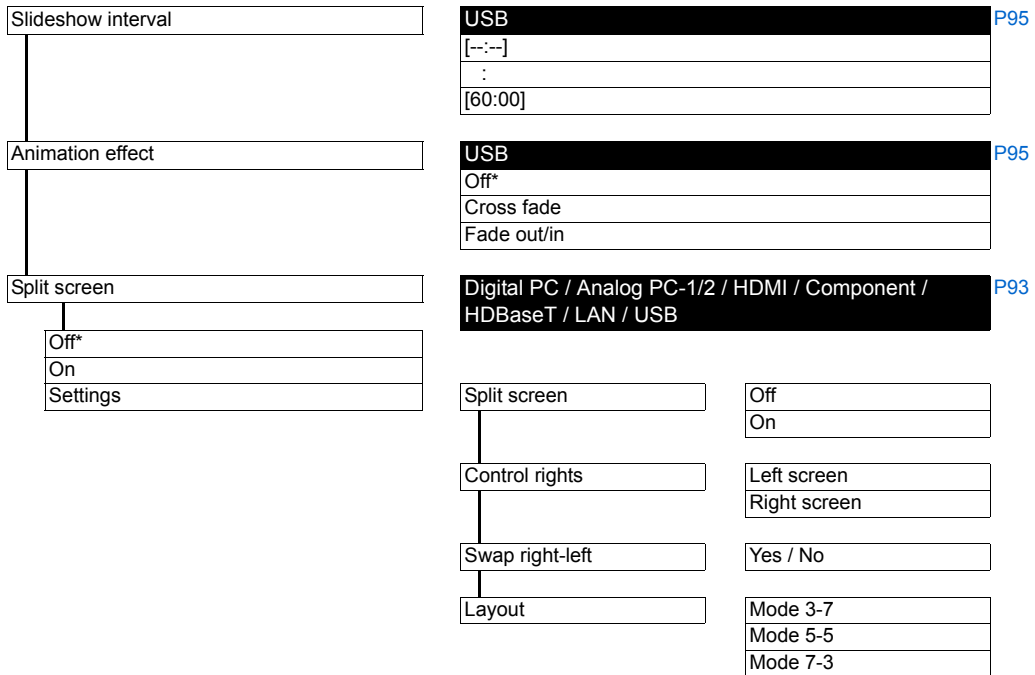 Slideshow interval
USB
P95
[--:--]
:
[60:00]
Animation effect
USB
P95
Off*
Cross fade
Fade out/in
Split screen
Digital PC / Analog PC-1/2 / HDMI / Component /
HDBaseT / LAN / USB
P93
Off*
On
Settings
Split screen
Off
On
Control rights
Left screen
Right screen
Swap right-left
Yes / No
Layout
Mode 3-7
Mode 5-5
Mode 7-3